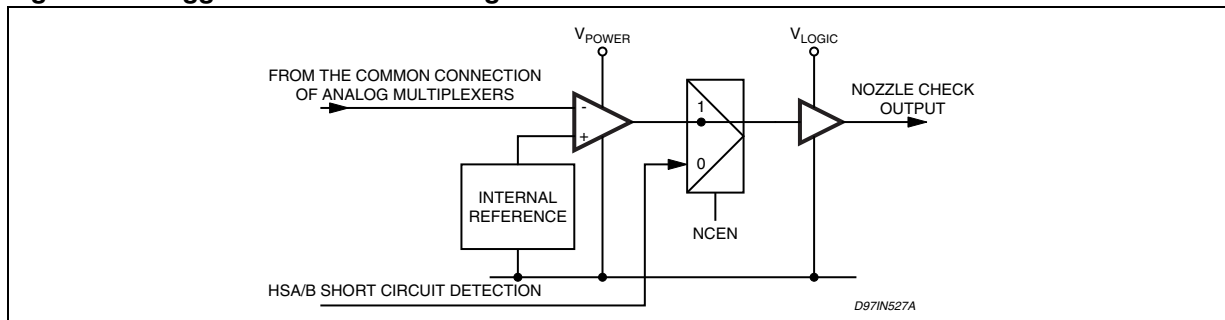 V_POWER
V_LOGIC
FROM THE COMMON CONNECTION
OF ANALOG MULTIPLEXERS
NOZZLE CHECK
OUTPUT
-
+
1
0
INTERNAL
REFERENCE
NCEN
HSA/B SHORT CIRCUIT DETECTION
D97IN527A